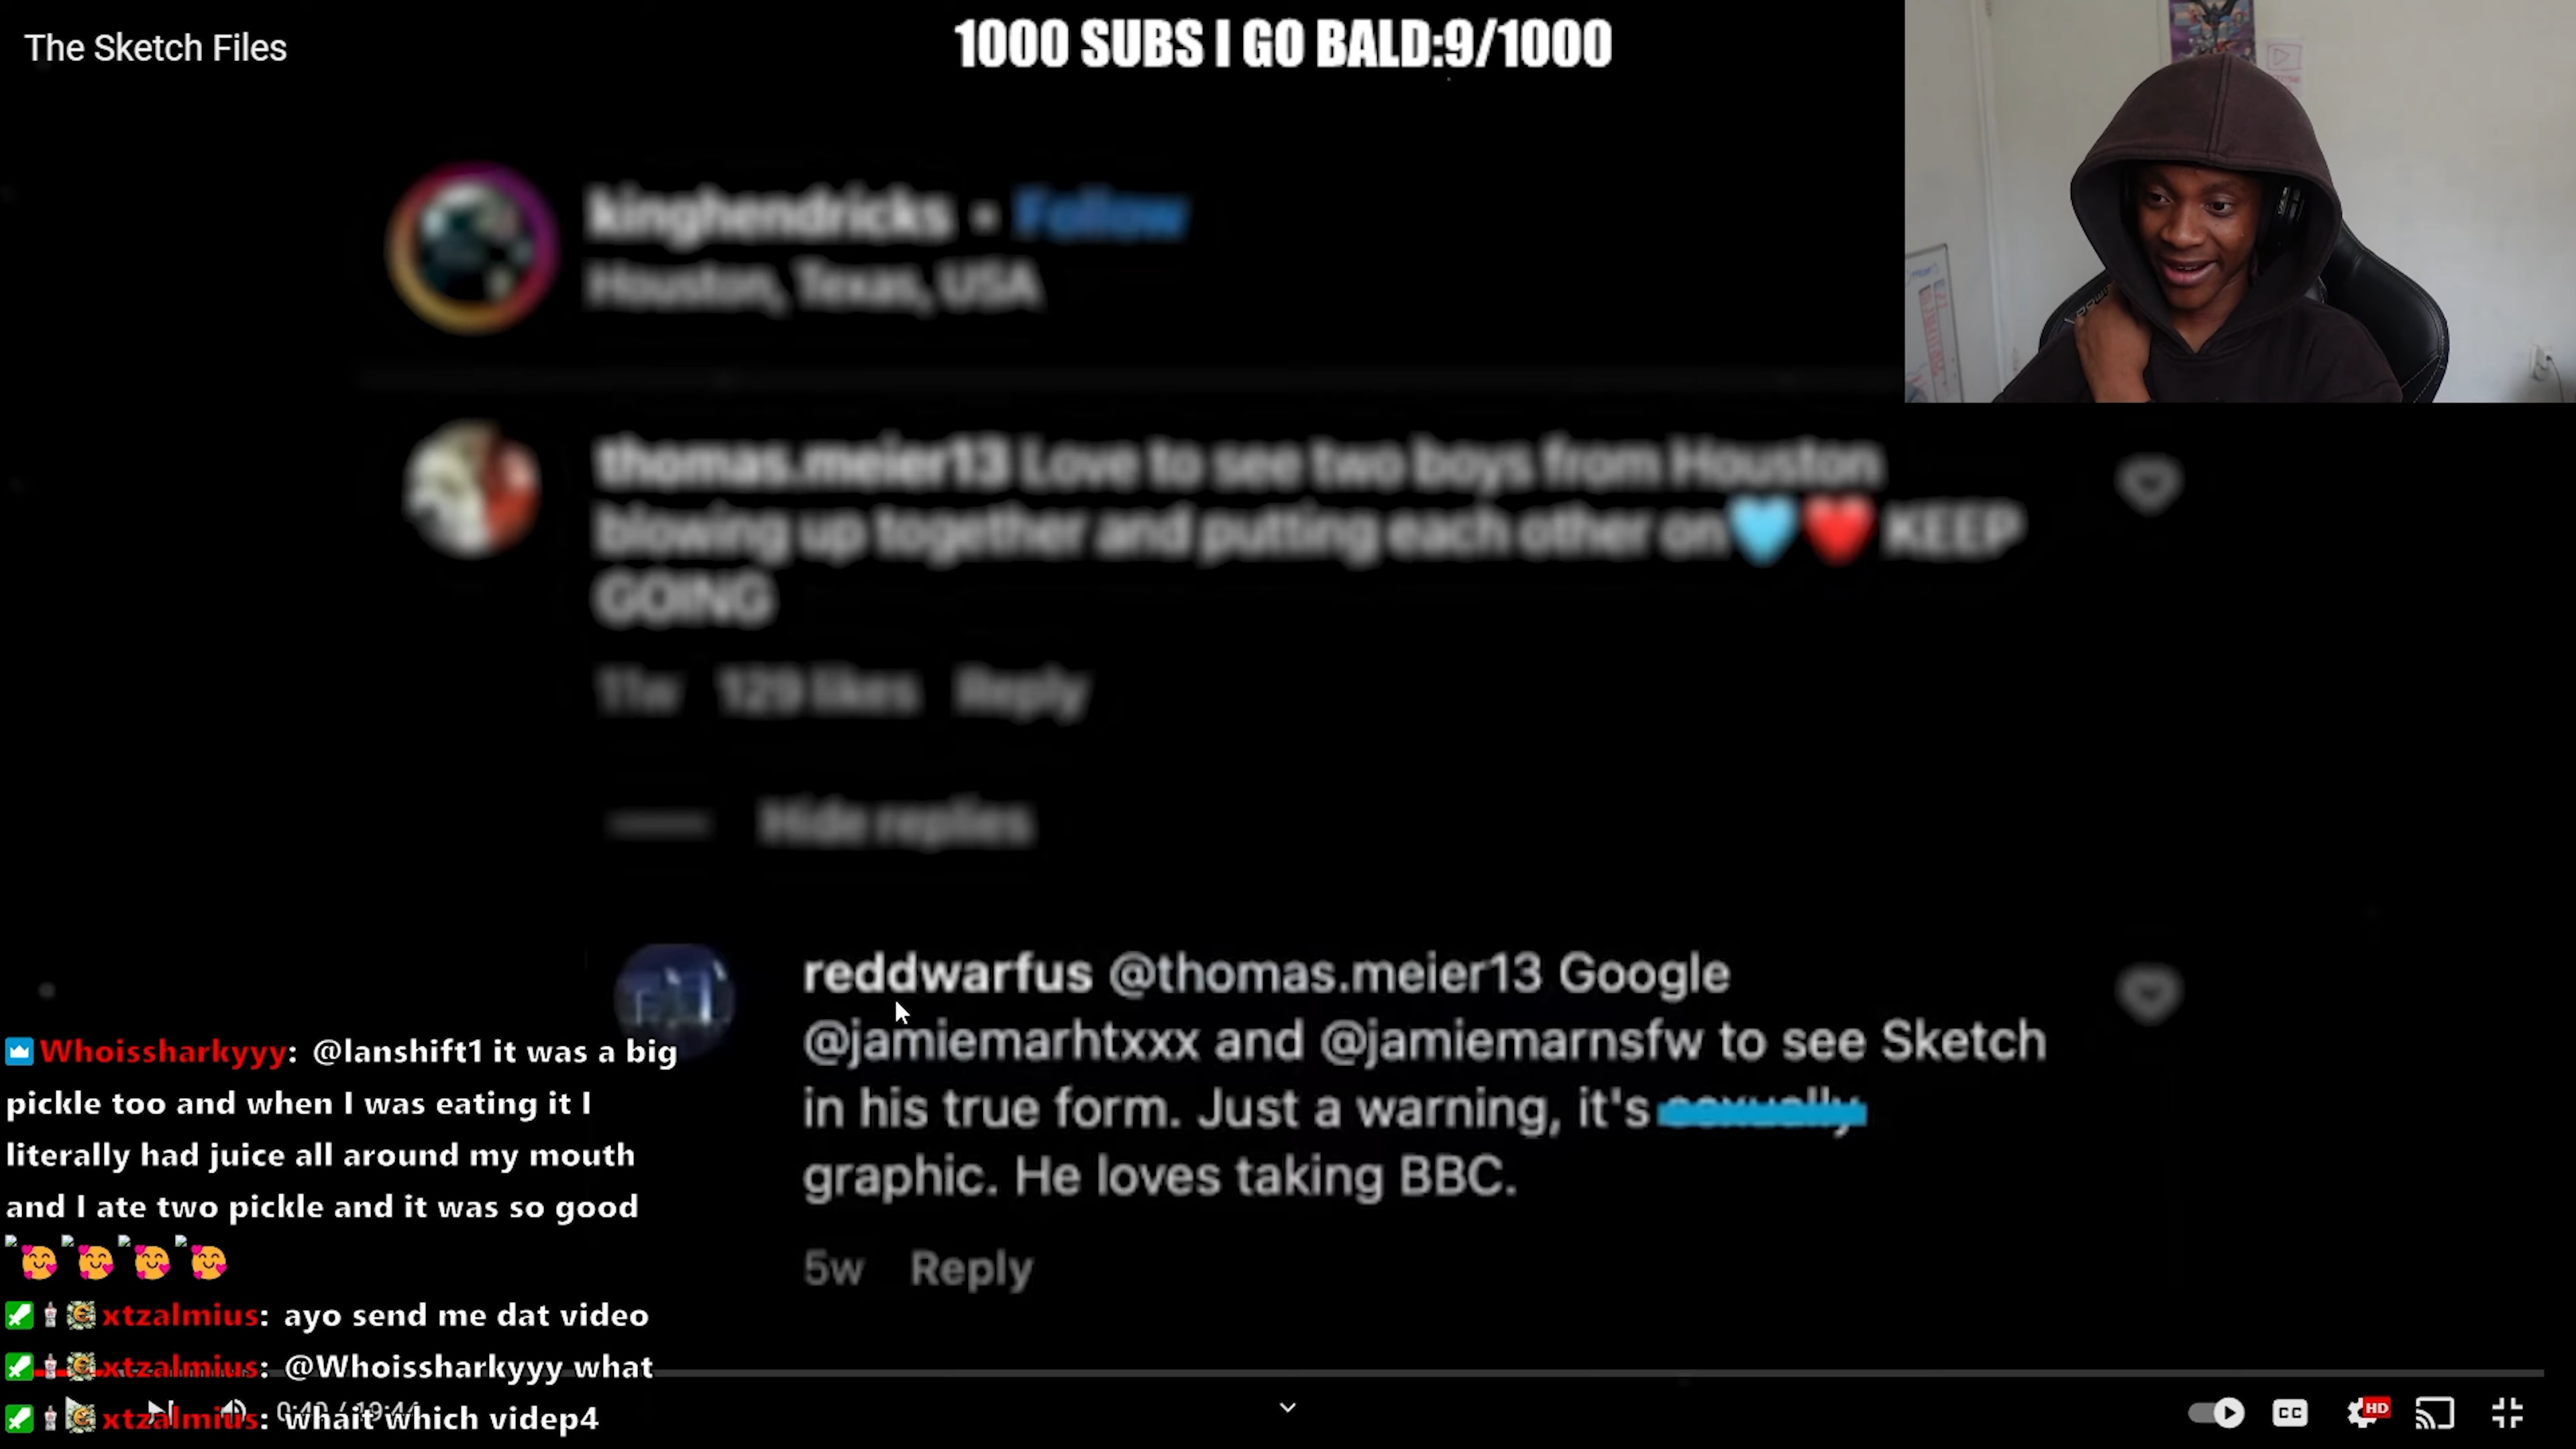 The Sketch Files
1000 SUBS I GO BALD:9/1000
kinghendricks • Follow
Houston, Texas, USA
thomas.meier13 Love to see two boys from Houston
blowing up together and putting each other on🩵❤️ KEEP
GOING
11w 129 likes Reply
Hide replies
reddwarfus @thomas.meier13 Google
@jamiemarhtxxx and @jamiemarnsfw to see Sketch
in his true form. Just a warning, it's sexually
graphic. He loves taking BBC.
5w Reply
Whoissharkyyy: @lanshift1 it was a big
pickle too and when I was eating it I
literally had juice all around my mouth
and I ate two pickle and it was so good
🥰🥰🥰🥰
xtzalmius: ayo send me dat video
xtzalmius: @Whoissharkyyy what
xtzalmius: whait which videp4
CC
HD